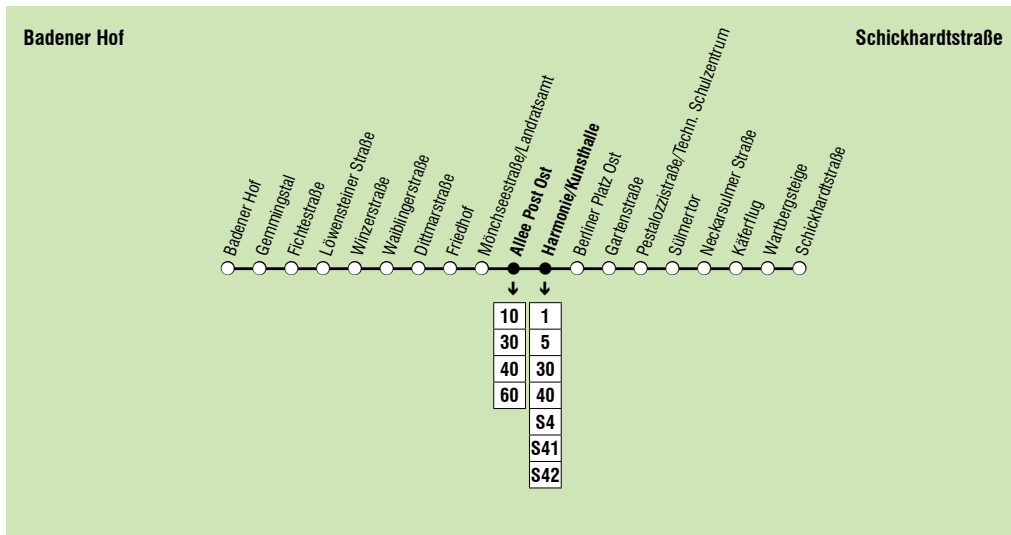 Badener Hof
Schickhardtstraße
Badener Hof
Gemmingstal
Fichtestraße
Löwensteiner Straße
Winzerstraße
Waiblingerstraße
Dittmarstraße
Friedhof
Mönchseestraße/Landratsamt
Allee Post Ost
Harmonie/Kunsthalle
Berliner Platz Ost
Gartenstraße
Pestalozzistraße/Techn. Schulzentrum
Sülmertor
Neckarsulmer Straße
Käferflug
Wartbergsteige
Schickhardtstraße
10
30
40
60
1
5
30
40
S4
S41
S42